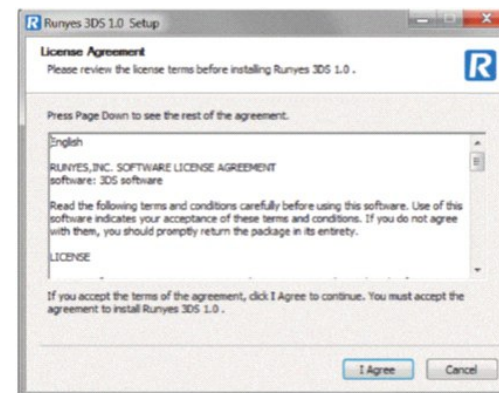 R Runyes 3DS 1.0 Setup
License Agreement
Please review the license terms before installing Runyes 3DS 1.0 .
R
Press Page Down to see the rest of the agreement.
English
RUNYES,INC. SOFTWARE LICENSE AGREEMENT
software: 3DS software
Read the following terms and conditions carefully before using this software. Use of this
software indicates your acceptance of these terms and conditions. If you do not agree
with them, you should promptly return the package in its entirety.
LICENSE
If you accept the terms of the agreement, click I Agree to continue. You must accept the
agreement to install Runyes 3DS 1.0 .
I Agree
Cancel